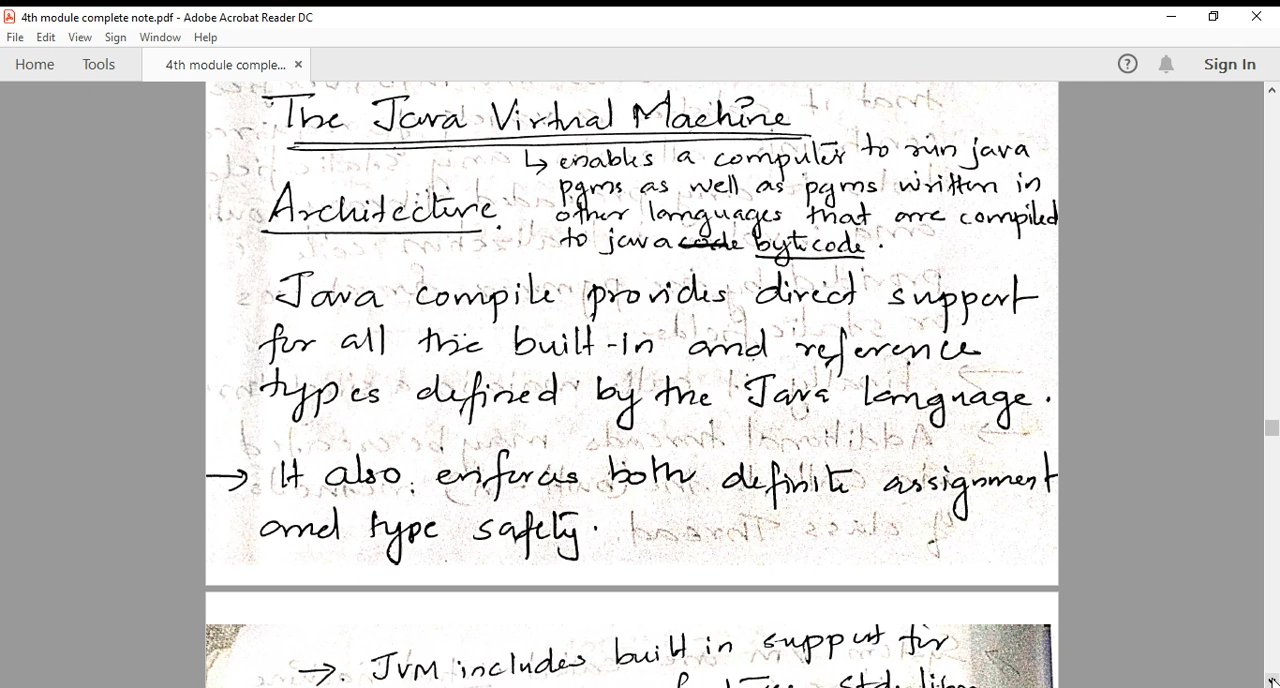 4th module complete note.pdf - Adobe Acrobat Reader DC
File Edit View Sign Window Help
Home Tools 4th module comple... × ? Sign In
The Java Virtual Machine
↳ enables a computer to run java
pgms as well as pgms written in
other languages that are compiled
to java code bytecode.
Architecture.
Java compile provides direct support
for all the built-in and reference
types defined by the Java language.
→ It also enforces both definite assignment
and type safety.
→ JVM includes built in support for